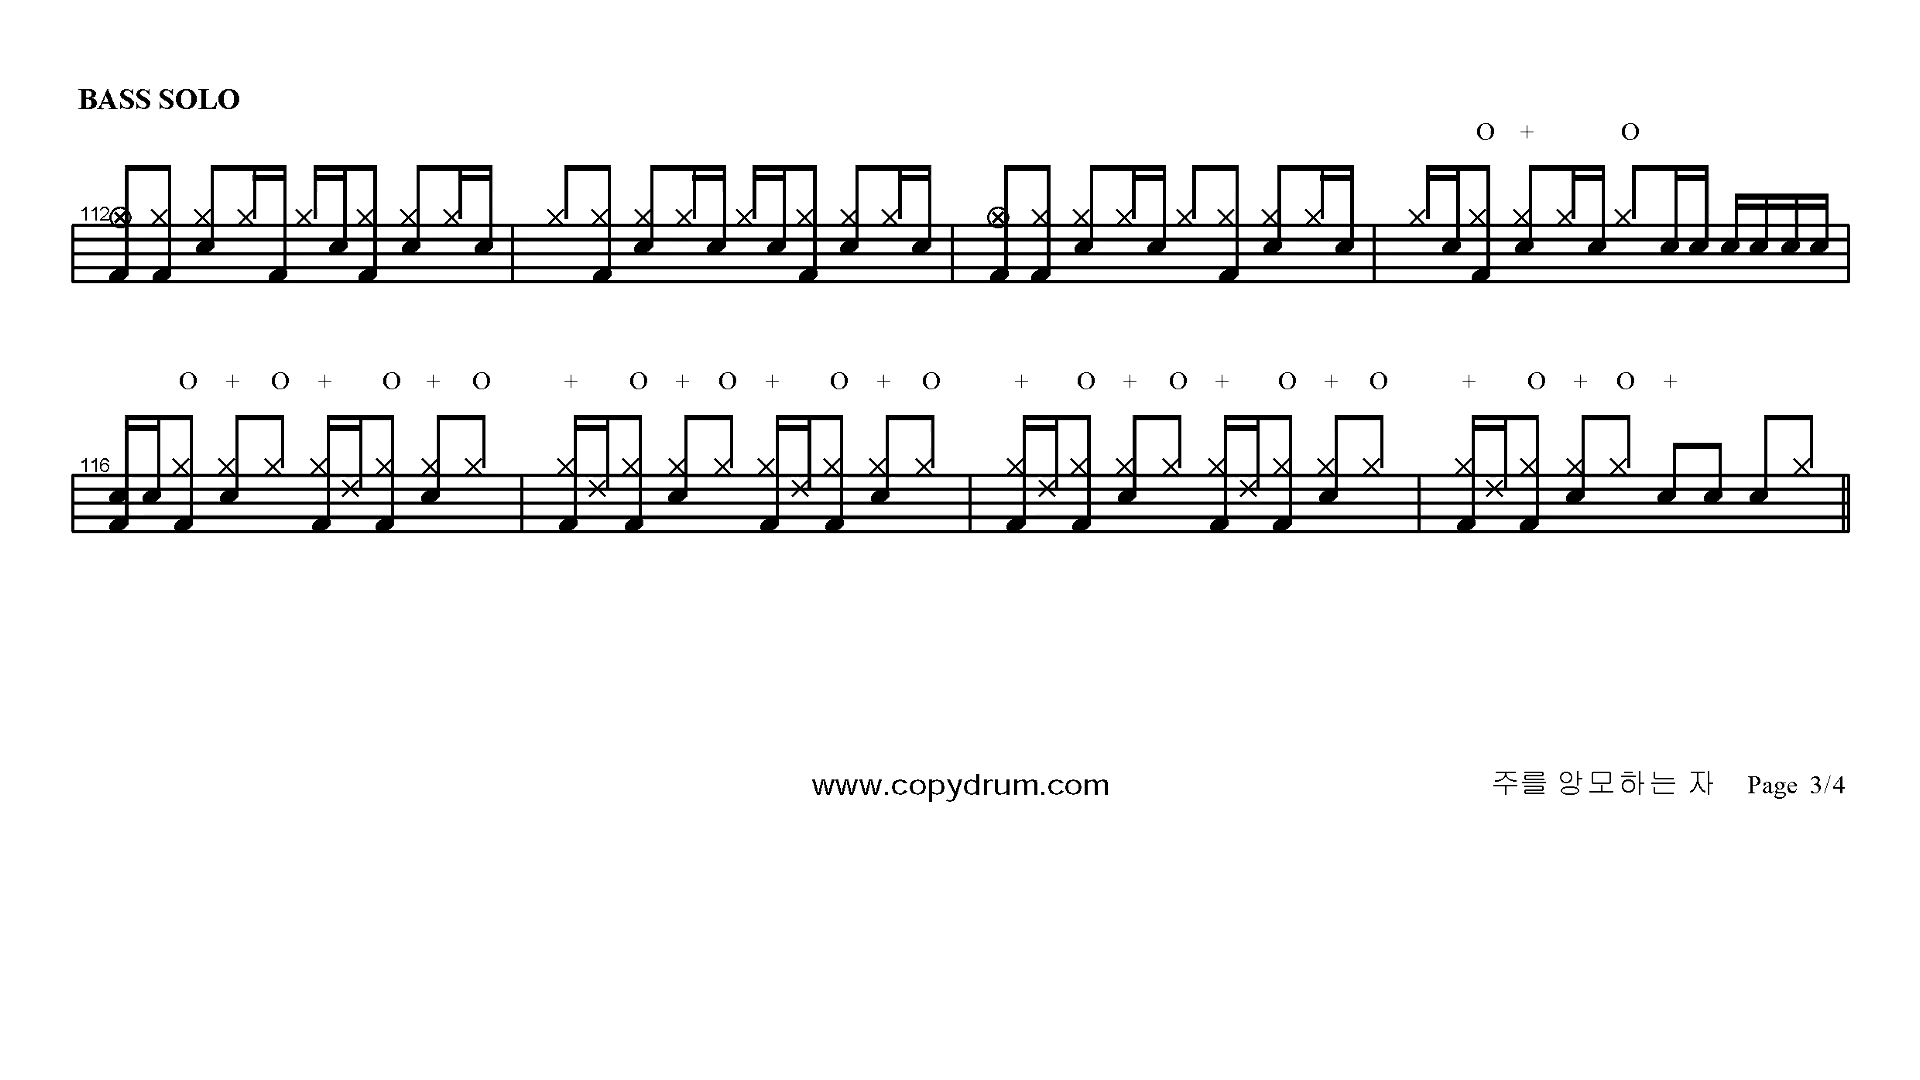 BASS SOLO
O + O
112
O + O + O + O + O + O + O + O + O + O + O + O + O + O +
116
www.copydrum.com
주를 앙모하는 자 Page 3/4